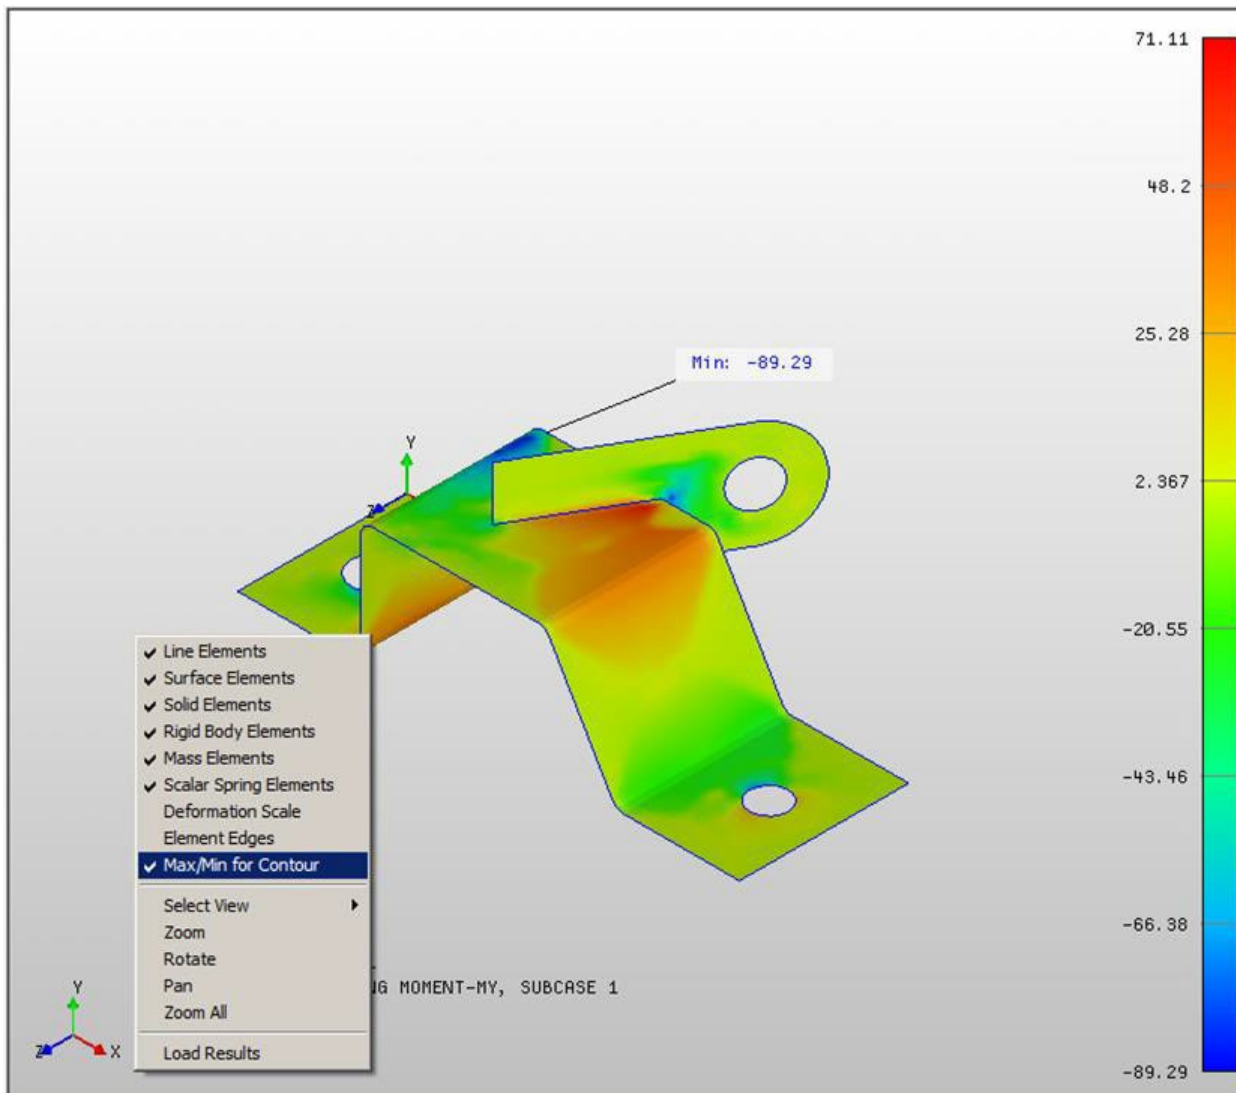 71.11
48.2
25.28
Min: -89.29
Y
Z
2.367
-20.55
Line Elements
Surface Elements
Solid Elements
Rigid Body Elements
Mass Elements
Scalar Spring Elements
-43.46
Deformation Scale
Element Edges
Max/Min for Contour
Select View
-66.38
Zoom
Rotate
Pan
MOMENT-MY, SUBCASE 1
Y
Zoom All
Z
X
Load Results
-89.29